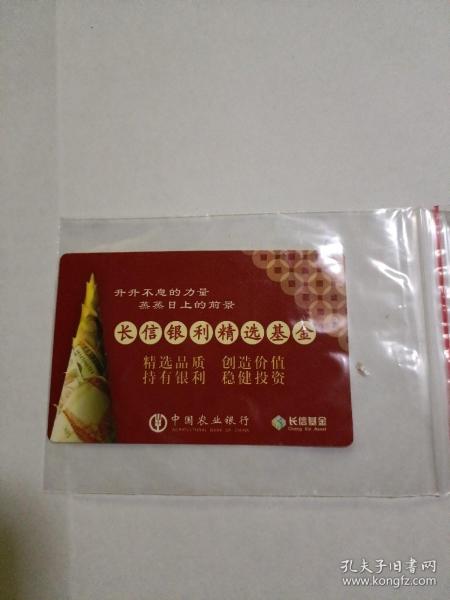 升升不息的力量
蒸蒸日上的前景
长信银利精选基金
精选品质 创造价值
持有银利 稳健投资
中国农业银行
AGRICULTURAL BANK OF CHINA
长信基金
Chang Xin Asset
孔夫子旧书网
www.kongfz.com